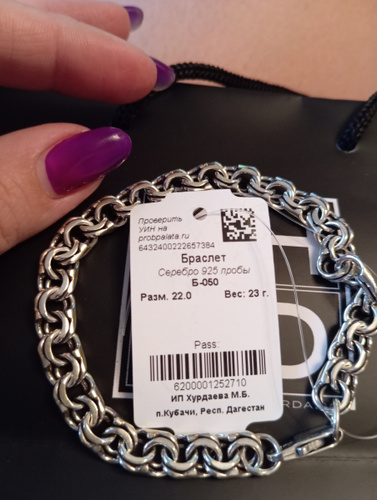 Проверить
УИН на
probpalata.ru
6432400222657384
Браслет
Серебро 925 пробы
Б-050
Разм. 22.0 Вес: 23 г.
Pass:
6200001252710
ИП Хурдаева М.Б.
п.Кубачи, Респ. Дагестан